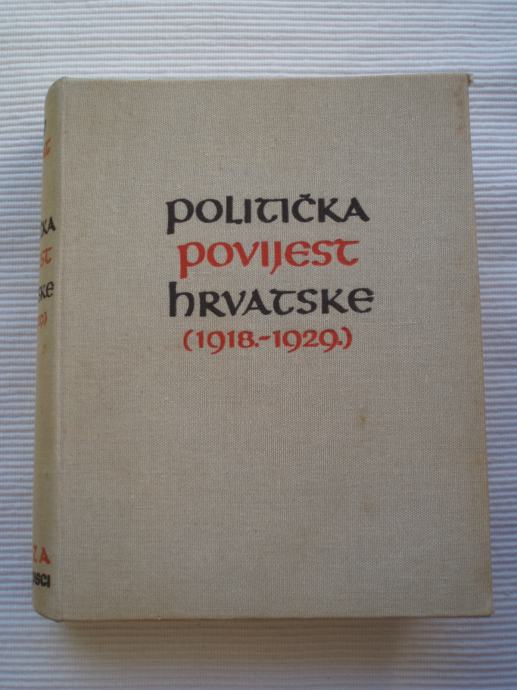 POLITIČKA
POVIJEST
HRVATSKE
(1918.-1929.)